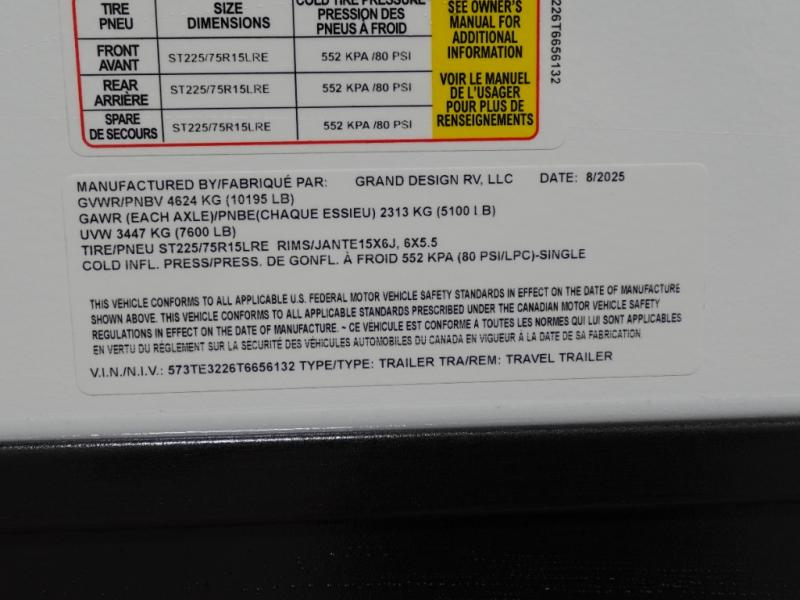 TIRE SIZE COLD TIRE PRESSURE
PNEU DIMENSIONS PRESSION DES
PNEUS À FROID
FRONT
AVANT ST225/75R15LRE 552 KPA /80 PSI
REAR
ARRIÈRE ST225/75R15LRE 552 KPA /80 PSI
SPARE
DE SECOURS ST225/75R15LRE 552 KPA /80 PSI
SEE OWNER'S
MANUAL FOR
ADDITIONAL
INFORMATION
VOIR LE MANUEL
DE L'USAGER
POUR PLUS DE
RENSEIGNEMENTS
226T6656132
MANUFACTURED BY/FABRIQUÉ PAR: GRAND DESIGN RV, LLC DATE: 8/2025
GVWR/PNBV 4624 KG (10195 LB)
GAWR (EACH AXLE)/PNBE(CHAQUE ESSIEU) 2313 KG (5100 LB)
UVW 3447 KG (7600 LB)
TIRE/PNEU ST225/75R15LRE RIMS/JANTE15X6J, 6X5.5
COLD INFL. PRESS/PRESS. DE GONFL. À FROID 552 KPA (80 PSI/LPC)-SINGLE
THIS VEHICLE CONFORMS TO ALL APPLICABLE U.S. FEDERAL MOTOR VEHICLE SAFETY STANDARDS IN EFFECT ON THE DATE OF MANUFACTURE
SHOWN ABOVE. THIS VEHICLE CONFORMS TO ALL APPLICABLE STANDARDS PRESCRIBED UNDER THE CANADIAN MOTOR VEHICLE SAFETY
REGULATIONS IN EFFECT ON THE DATE OF MANUFACTURE. ~ CE VÉHICULE EST CONFORME A TOUTES LES NORMES QUI LUI SONT APPLICABLES
EN VERTU DU RÈGLEMENT SUR LA SÉCURITÉ DES VÉHICULES AUTOMOBILES DU CANADA EN VIGUEUR À LA DATE DE SA FABRICATION
V.I.N./N.I.V.: 573TE3226T6656132 TYPE/TYPE: TRAILER TRA/REM: TRAVEL TRAILER